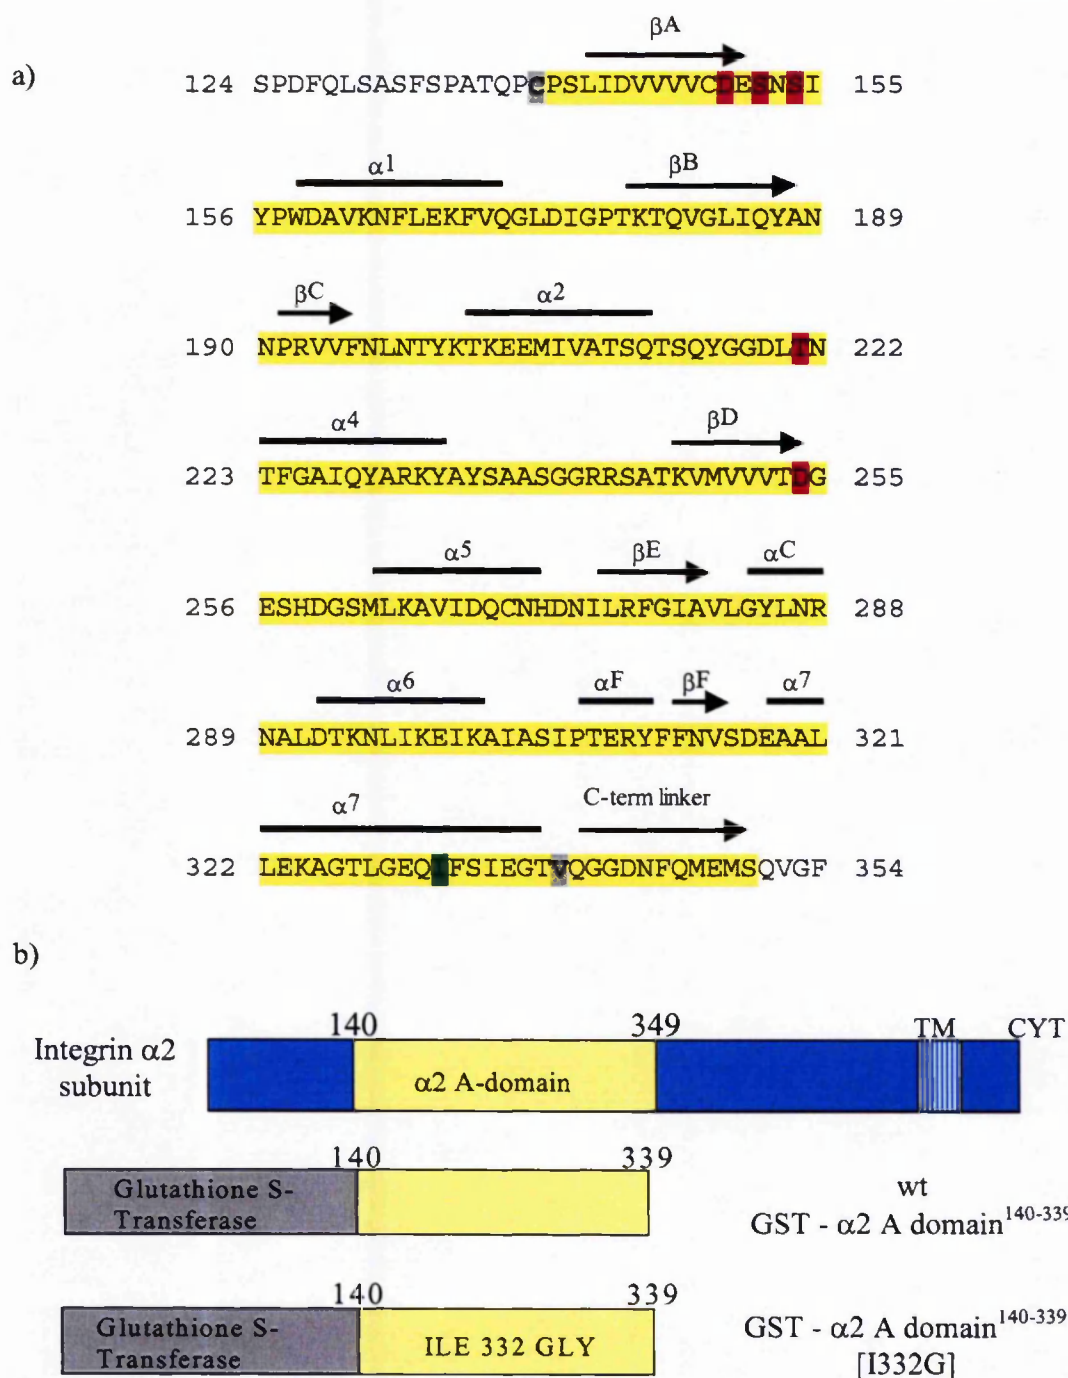 a)
βA
124 SPDFQLSASFSPATQPCPSLIDVVVVCDESNSI 155
α1 βB
156 YPWDAVKNFLEKFVQGLDIGPTKTQVGLIQYAN 189
βC α2
190 NPRVVFNLNTYKTKEEMIVATSQTSQYGGDLTN 222
α4 βD
223 TFGAIQYARKYAYSAASGGRRSATKVMVVVTDG 255
α5 βE αC
256 ESHDGSMLKAVIDQCNHDNILRFGIAVLGYLNR 288
α6 αF βF α7
289 NALDTKNLIKEIKAIASIPTERYFFNVSDEAAL 321
α7 C-term linker
322 LEKAGTLGEQIFSIEGTVQGGDNFQMEMSQVGF 354
b)
140 349 TM CYT
Integrin α2
subunit
α2 A-domain
140 339
Glutathione S-
Transferase
wt
GST - α2 A domain140-339
140 339
Glutathione S-
Transferase
ILE 332 GLY
GST - α2 A domain140-339
[I332G]